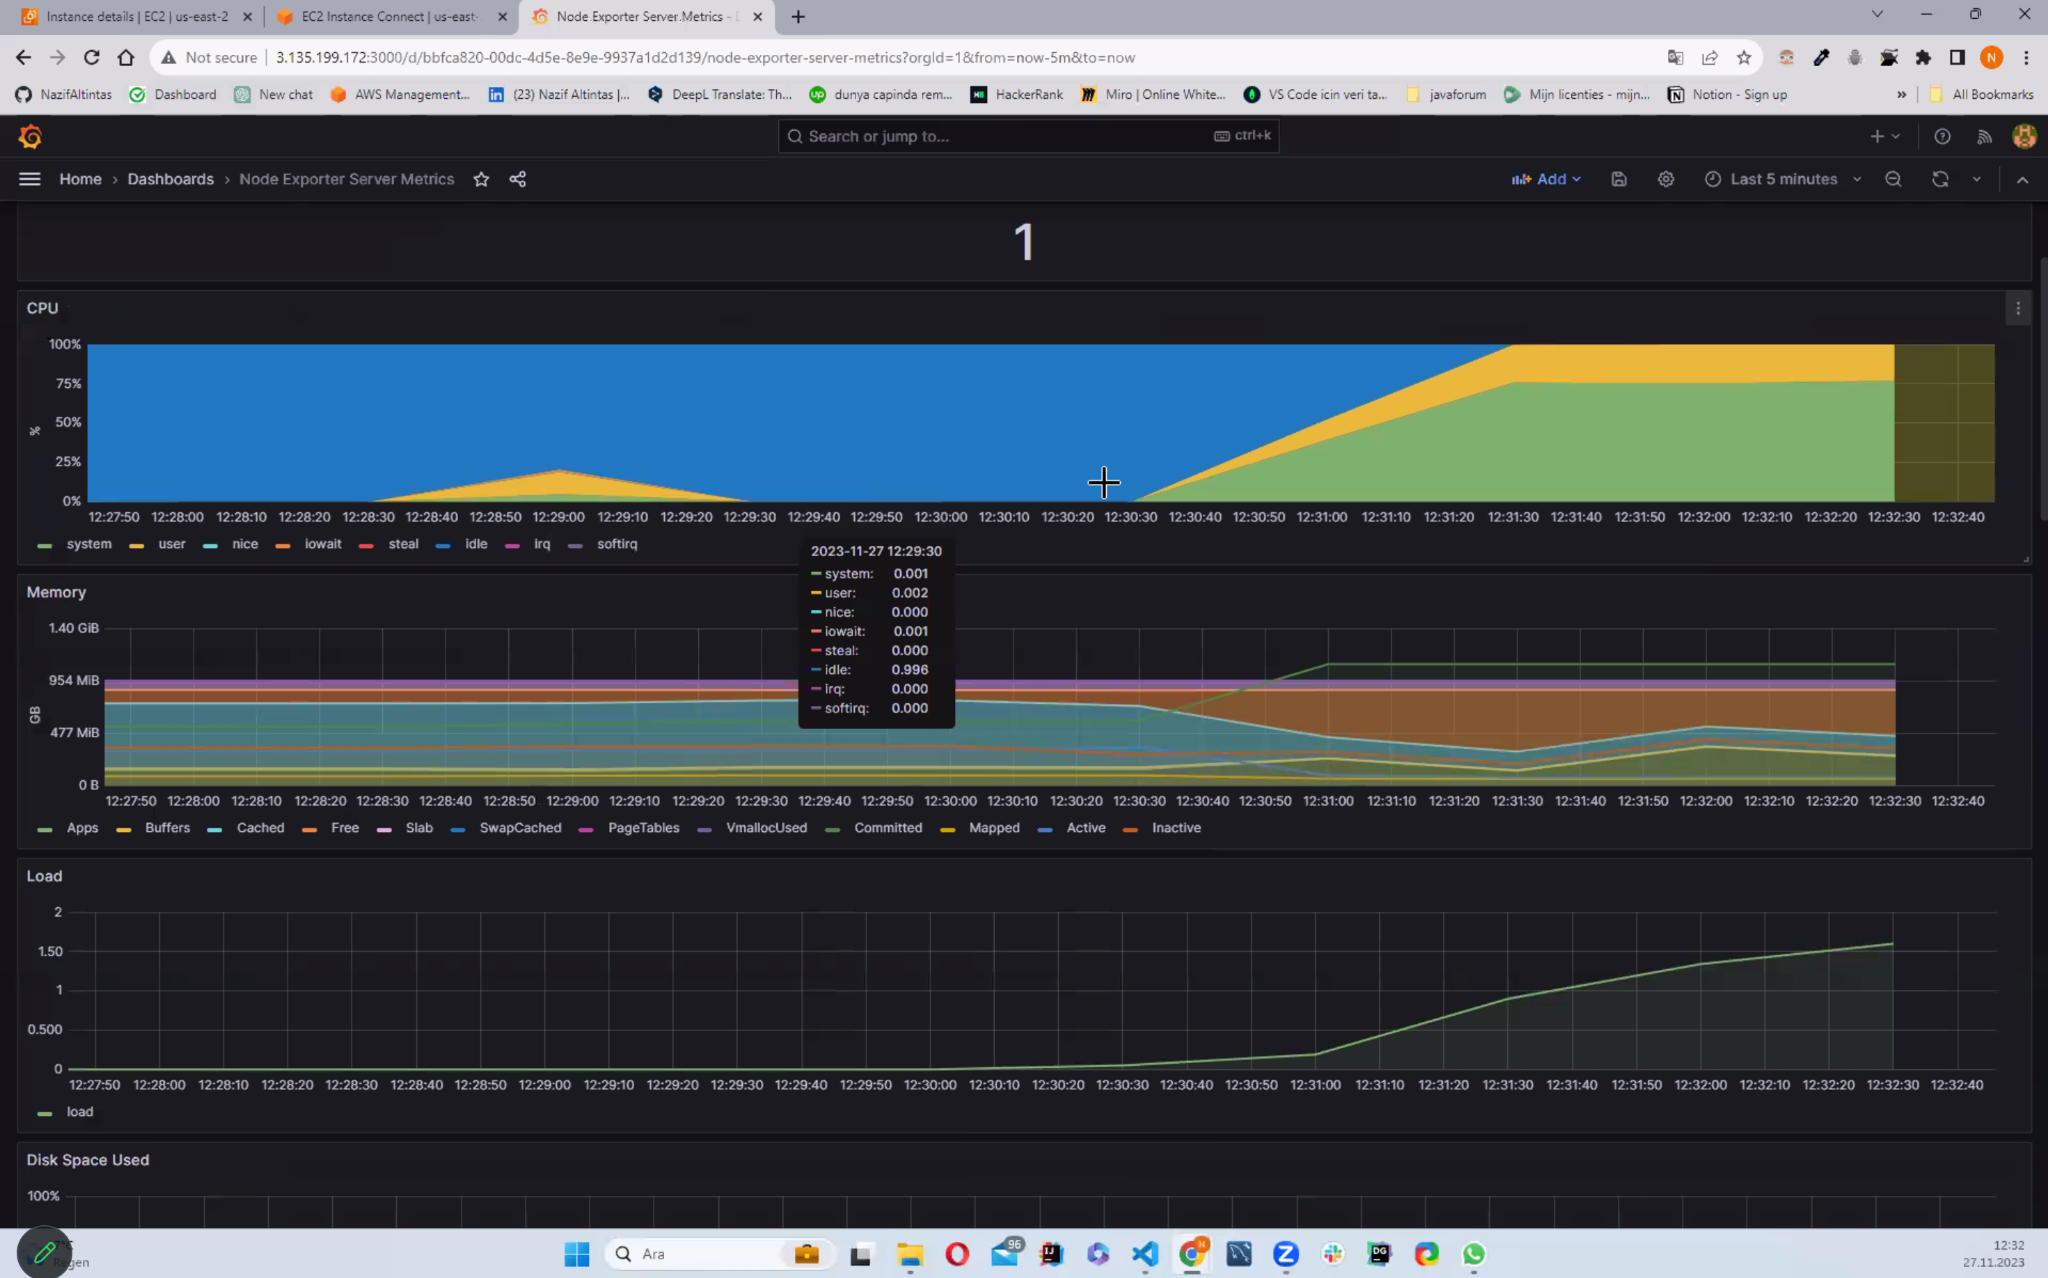 Instance details | EC2 | us-east-2
EC2 Instance Connect | us-east-
Node Exporter Server Metrics -
Not secure
3.135.199.172:3000/d/bbfca820-00dc-4d5e-8e9e-9937a1d2d139/node-exporter-server-metrics?orgId=1&from=now-5m&to=now
N
NazifAltintas
Dashboard
New chat
AWS Management...
(23) Nazif Altintas |...
DeepL Translate: Th...
dunya capinda rem...
HackerRank
Miro | Online White...
VS Code icin veri ta...
javaforum
Mijn licenties – mijn...
Notion - Sign up
»
All Bookmarks
Search or jump to...
ctrl+k
Home › Dashboards › Node Exporter Server Metrics
Add
Last 5 minutes
1
CPU
100%
75%
50%
25%
0%
%
12:27:50 12:28:00 12:28:10 12:28:20 12:28:30 12:28:40 12:28:50 12:29:00 12:29:10 12:29:20 12:29:30 12:29:40 12:29:50 12:30:00 12:30:10 12:30:20 12:30:30 12:30:40 12:30:50 12:31:00 12:31:10 12:31:20 12:31:30 12:31:40 12:31:50 12:32:00 12:32:10 12:32:20 12:32:30 12:32:40
system user nice iowait steal idle irq softirq
2023-11-27 12:29:30
system: 0.001
user: 0.002
nice: 0.000
iowait: 0.001
steal: 0.000
idle: 0.996
irq: 0.000
softirq: 0.000
Memory
1.40 GiB
954 MiB
477 MiB
0 B
GB
12:27:50 12:28:00 12:28:10 12:28:20 12:28:30 12:28:40 12:28:50 12:29:00 12:29:10 12:29:20 12:29:30 12:29:40 12:29:50 12:30:00 12:30:10 12:30:20 12:30:30 12:30:40 12:30:50 12:31:00 12:31:10 12:31:20 12:31:30 12:31:40 12:31:50 12:32:00 12:32:10 12:32:20 12:32:30 12:32:40
Apps Buffers Cached Free Slab SwapCached PageTables VmallocUsed Committed Mapped Active Inactive
Load
2
1.50
1
0.500
0
12:27:50 12:28:00 12:28:10 12:28:20 12:28:30 12:28:40 12:28:50 12:29:00 12:29:10 12:29:20 12:29:30 12:29:40 12:29:50 12:30:00 12:30:10 12:30:20 12:30:30 12:30:40 12:30:50 12:31:00 12:31:10 12:31:20 12:31:30 12:31:40 12:31:50 12:32:00 12:32:10 12:32:20 12:32:30 12:32:40
load
Disk Space Used
100%
Regen
Ara
96
12:32
27.11.2023